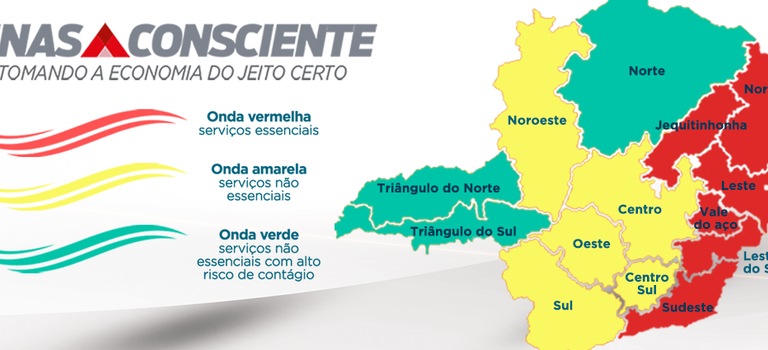 NAS CONSCIENTE
TOMANDO A ECONOMIA DO JEITO CERTO
Onda vermelha
serviços essenciais
Onda amarela
serviços não
essenciais
Onda verde
serviços não
essenciais com alto
risco de contágio
Norte
Nor
Noroeste
Jequitinhonha
Triângulo do Norte
Leste
Centro
Vale
do aço
Triângulo do Sul
Oeste
Lest
do S
Centro
Sul
Sul
Sudeste